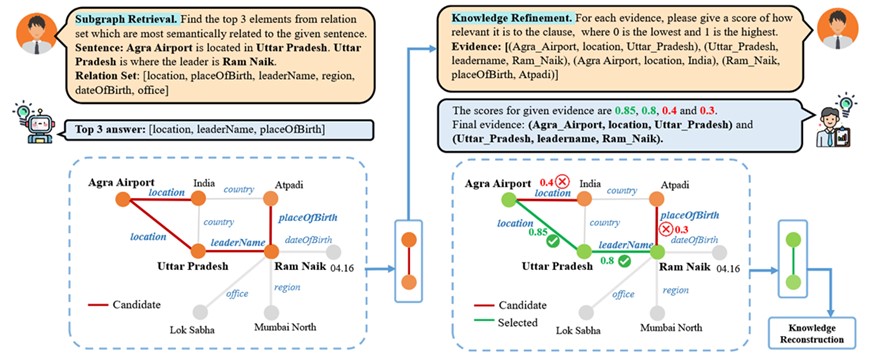 Subgraph Retrieval. Find the top 3 elements from relation
set which are most semantically related to the given sentence.
Sentence: Agra Airport is located in Uttar Pradesh. Uttar
Pradesh is where the leader is Ram Naik.
Relation Set: [location, placeOfBirth, leaderName, region,
dateOfBirth, office]
Top 3 answer: [location, leaderName, placeOfBirth]
Agra Airport
India
Atpadi
location
country
country
placeOfBirth
location
leaderName
dateOfBirth
Uttar Pradesh
Ram Naik
04.16
office
region
Candidate
Lok Sabha
Mumbai North
Knowledge Refinement. For each evidence, please give a score of how
relevant it is to the clause, where 0 is the lowest and 1 is the highest.
Evidence: [(Agra_Airport, location, Uttar_Pradesh), (Uttar_Pradesh,
leadername, Ram_Naik), (Agra Airport, location, India), (Ram_Naik,
placeOfBirth, Atpadi)]
The scores for given evidence are 0.85, 0.8, 0.4 and 0.3.
Final evidence: (Agra_Airport, location, Uttar_Pradesh) and
(Uttar_Pradesh, leadername, Ram_Naik).
Agra Airport
0.4
India
Atpadi
location
country
location
country
placeOfBirth
0.85
0.3
leaderName
dateOfBirth
0.8
Uttar Pradesh
Ram Naik
04.16
office
region
Candidate
Selected
Lok Sabha
Mumbai North
Knowledge
Reconstruction